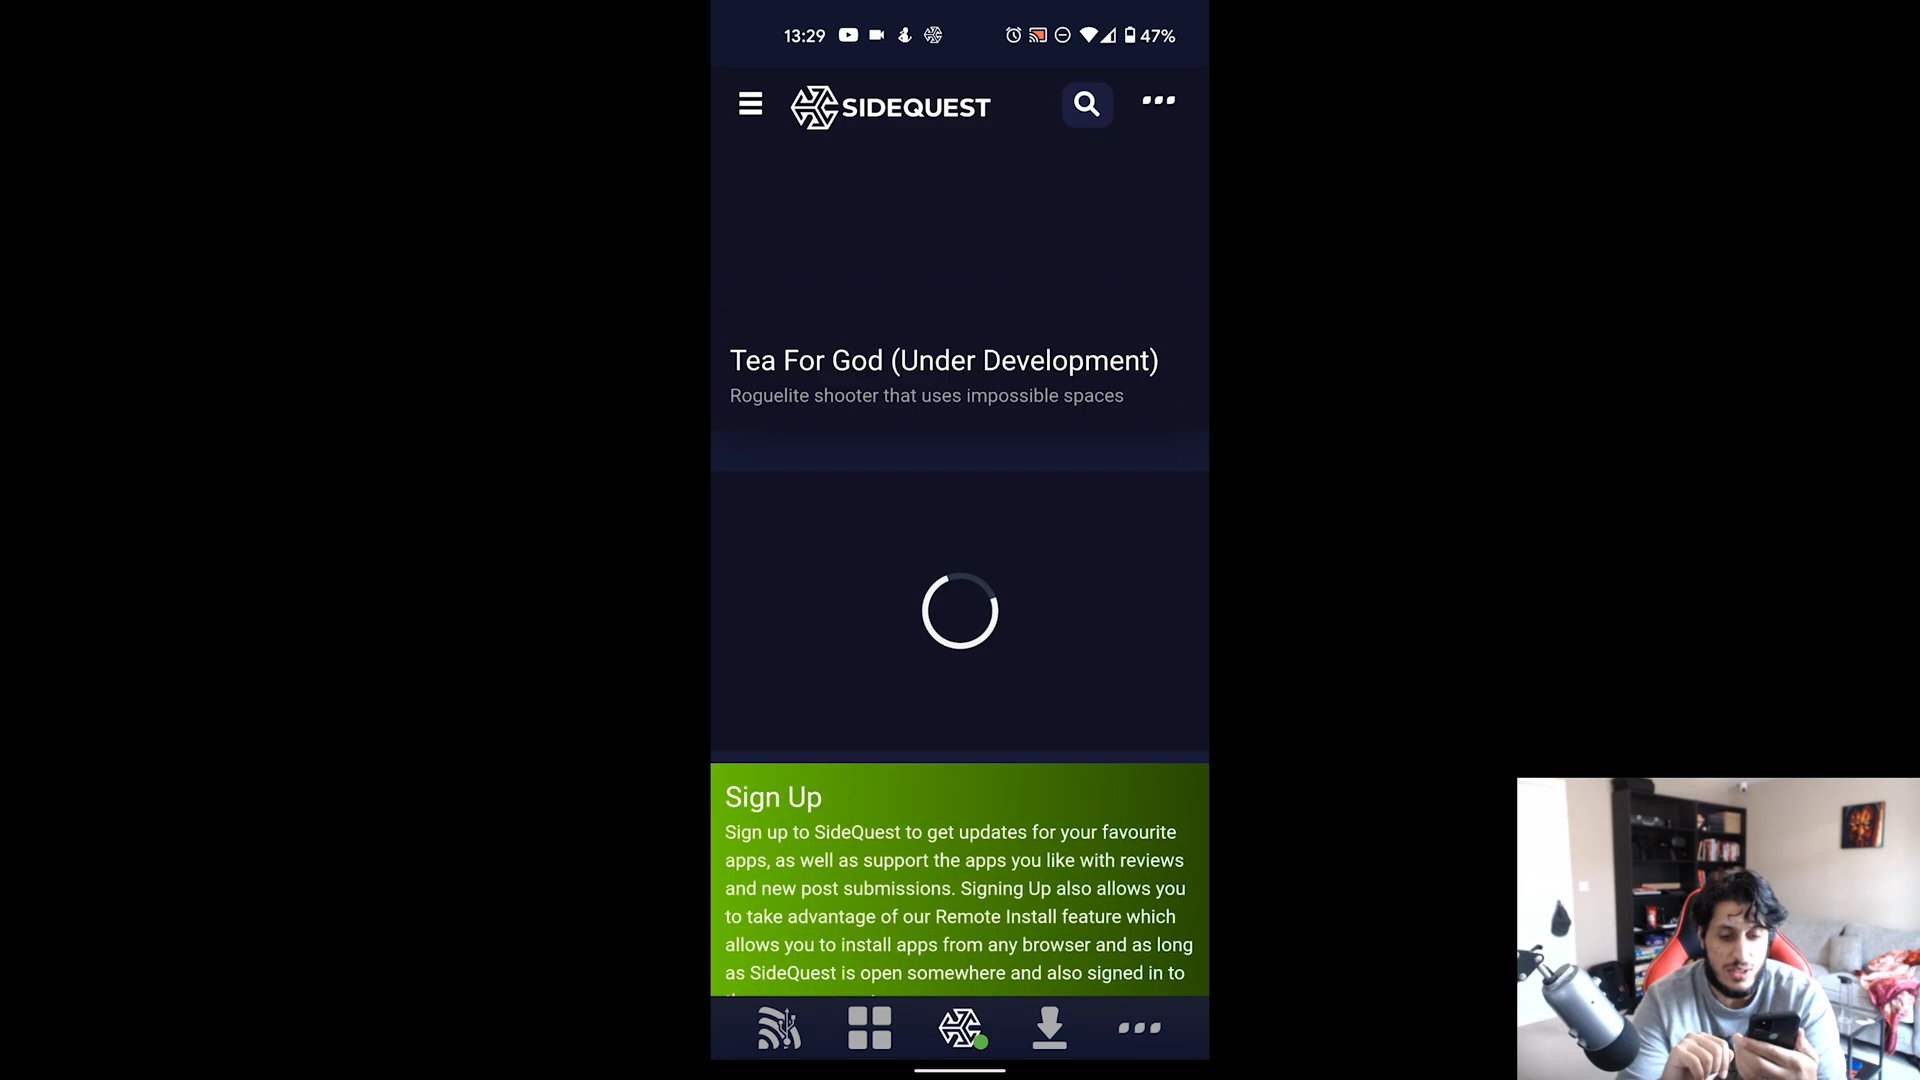 13:29 47%
SIDEQUEST
Tea For God (Under Development)
Roguelite shooter that uses impossible spaces
Sign Up
Sign up to SideQuest to get updates for your favourite
apps, as well as support the apps you like with reviews
and new post submissions. Signing Up also allows you
to take advantage of our Remote Install feature which
allows you to install apps from any browser and as long
as SideQuest is open somewhere and also signed in to